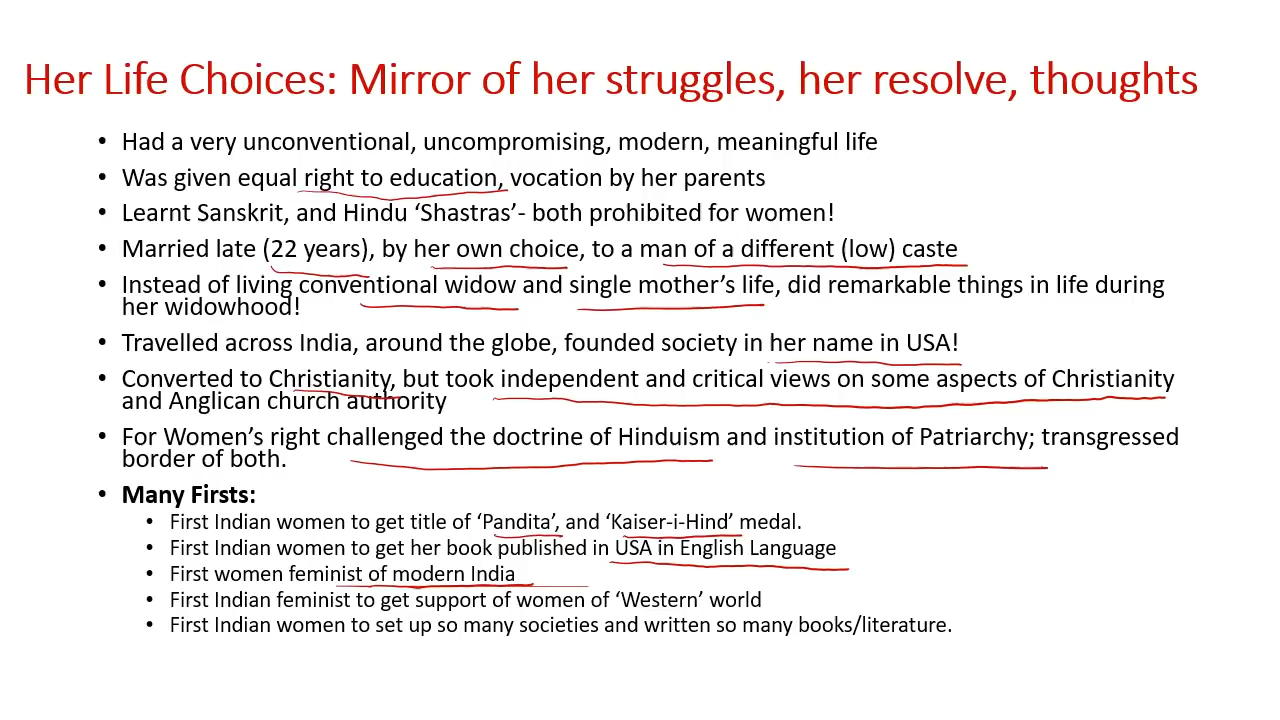 Her Life Choices: Mirror of her struggles, her resolve, thoughts
• Had a very unconventional, uncompromising, modern, meaningful life
• Was given equal right to education, vocation by her parents
• Learnt Sanskrit, and Hindu ‘Shastras’- both prohibited for women!
• Married late (22 years), by her own choice, to a man of a different (low) caste
• Instead of living conventional widow and single mother’s life, did remarkable things in life during
her widowhood!
• Travelled across India, around the globe, founded society in her name in USA!
• Converted to Christianity, but took independent and critical views on some aspects of Christianity
and Anglican church authority
• For Women’s right challenged the doctrine of Hinduism and institution of Patriarchy; transgressed
border of both.
• Many Firsts:
• First Indian women to get title of ‘Pandita’, and ‘Kaiser-i-Hind’ medal.
• First Indian women to get her book published in USA in English Language
• First women feminist of modern India
• First Indian feminist to get support of women of ‘Western’ world
• First Indian women to set up so many societies and written so many books/literature.